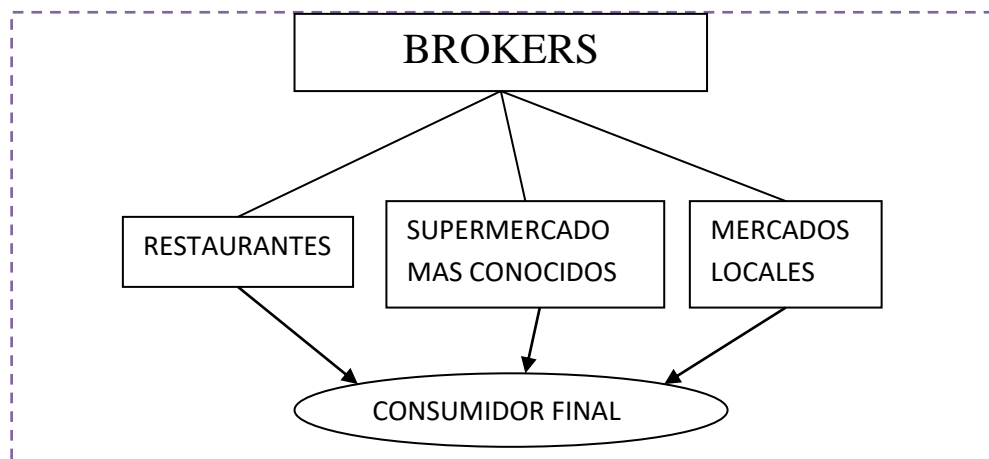 BROKERS
RESTAURANTES
SUPERMERCADO
MAS CONOCIDOS
MERCADOS
LOCALES
CONSUMIDOR FINAL